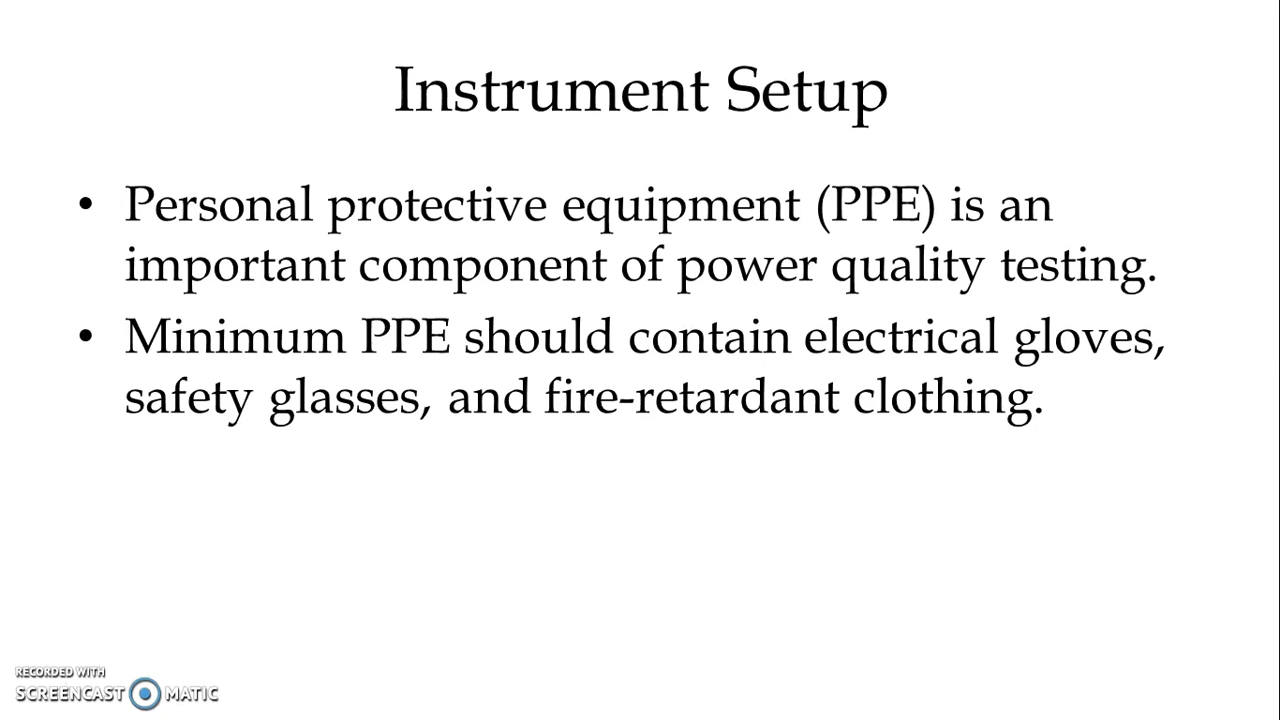 Instrument Setup
• Personal protective equipment (PPE) is an
important component of power quality testing.
• Minimum PPE should contain electrical gloves,
safety glasses, and fire-retardant clothing.
RECORDED WITH
SCREENCAST MATIC